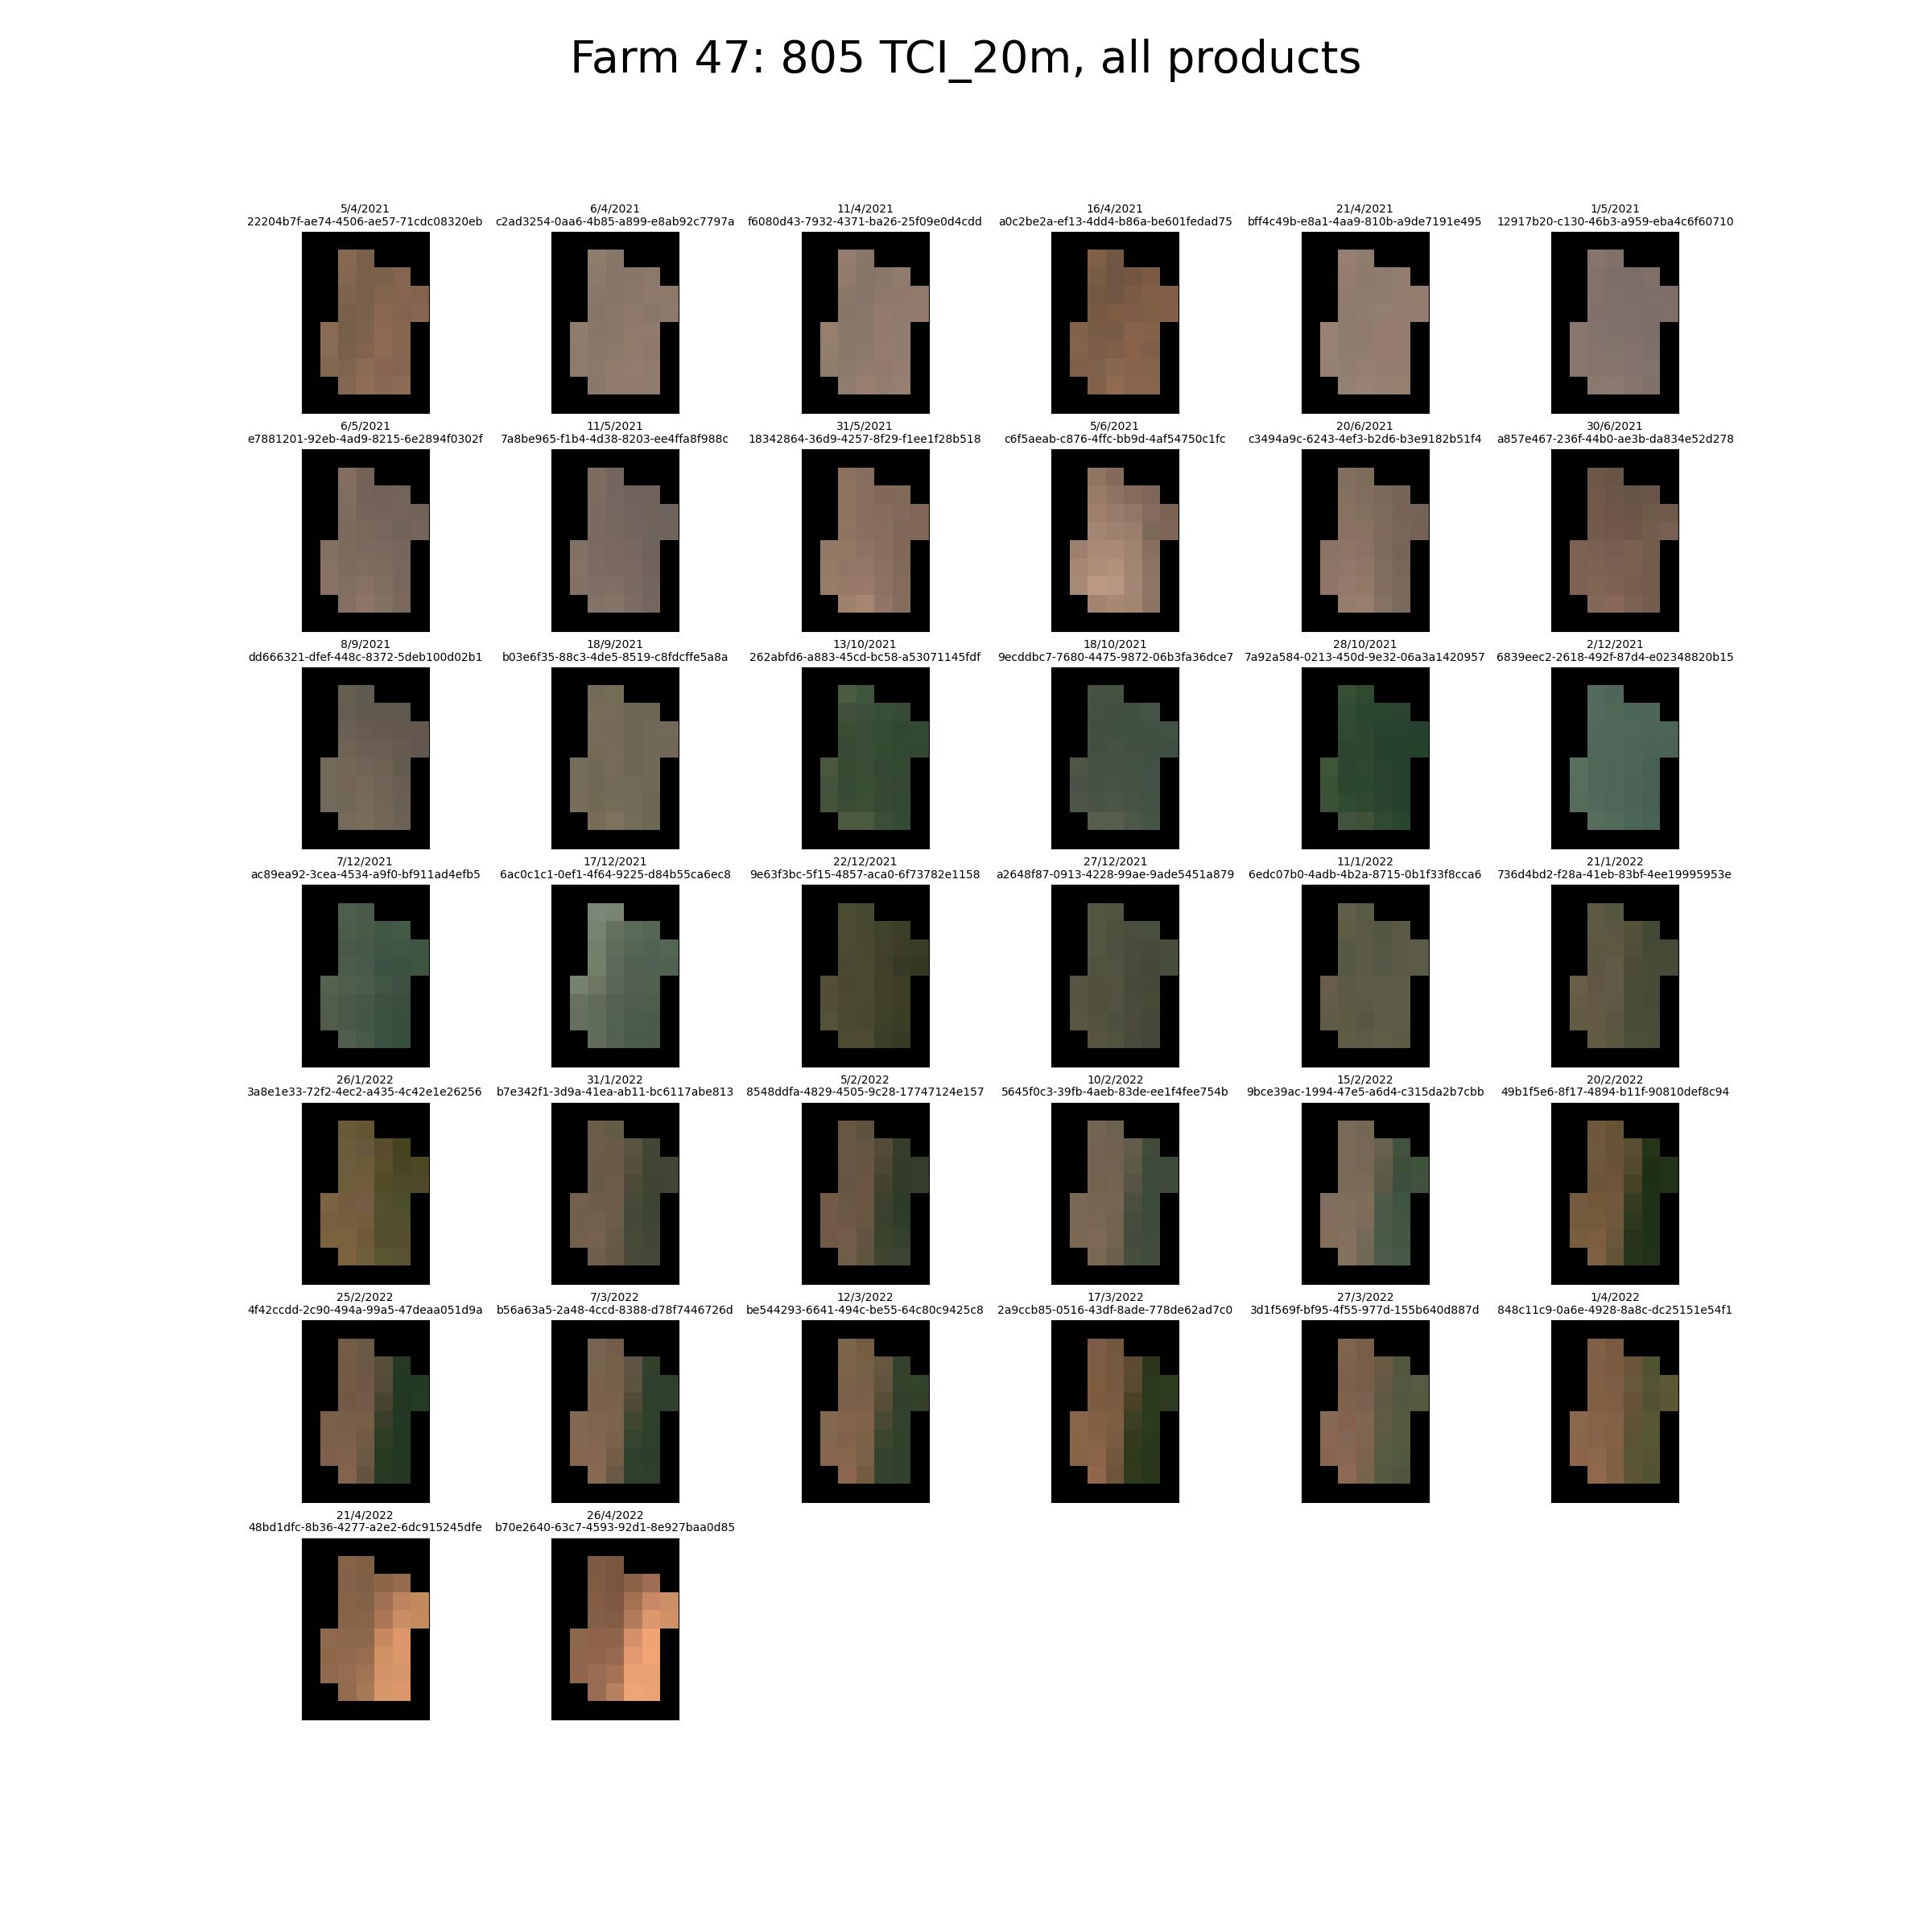 Farm 47: 805 TCI_20m, all products
5/4/2021
22204b7f-ae74-4506-ae57-71cdc08320eb
6/4/2021
c2ad3254-0aa6-4b85-a899-e8ab92c7797a
11/4/2021
f6080d43-7932-4371-ba26-25f09e0d4cdd
16/4/2021
a0c2be2a-ef13-4dd4-b86a-be601fedad75
21/4/2021
bff4c49b-e8a1-4aa9-810b-a9de7191e495
1/5/2021
12917b20-c130-46b3-a959-eba4c6f60710
6/5/2021
e7881201-92eb-4ad9-8215-6e2894f0302f
11/5/2021
7a8be965-f1b4-4d38-8203-ee4ffa8f988c
31/5/2021
18342864-36d9-4257-8f29-f1ee1f28b518
5/6/2021
c6f5aeab-c876-4ffc-bb9d-4af54750c1fc
20/6/2021
c3494a9c-6243-4ef3-b2d6-b3e9182b51f4
30/6/2021
a857e467-236f-44b0-ae3b-da834e52d278
8/9/2021
dd666321-dfef-448c-8372-5deb100d02b1
18/9/2021
b03e6f35-88c3-4de5-8519-c8fdcffe5a8a
13/10/2021
262abfd6-a883-45cd-bc58-a53071145fdf
18/10/2021
9ecddbc7-7680-4475-9872-06b3fa36dce7
28/10/2021
7a92a584-0213-450d-9e32-06a3a1420957
2/12/2021
6839eec2-2618-492f-87d4-e02348820b15
7/12/2021
ac89ea92-3cea-4534-a9f0-bf911ad4efb5
17/12/2021
6ac0c1c1-0ef1-4f64-9225-d84b55ca6ec8
22/12/2021
9e63f3bc-5f15-4857-aca0-6f73782e1158
27/12/2021
a2648f87-0913-4228-99ae-9ade5451a879
11/1/2022
6edc07b0-4adb-4b2a-8715-0b1f33f8cca6
21/1/2022
736d4bd2-f28a-41eb-83bf-4ee19995953e
26/1/2022
3a8e1e33-72f2-4ec2-a435-4c42e1e26256
31/1/2022
b7e342f1-3d9a-41ea-ab11-bc6117abe813
5/2/2022
8548ddfa-4829-4505-9c28-17747124e157
10/2/2022
5645f0c3-39fb-4aeb-83de-ee1f4fee754b
15/2/2022
9bce39ac-1994-47e5-a6d4-c315da2b7cbb
20/2/2022
49b1f5e6-8f17-4894-b11f-90810def8c94
25/2/2022
4f42ccdd-2c90-494a-99a5-47deaa051d9a
7/3/2022
b56a63a5-2a48-4ccd-8388-d78f7446726d
12/3/2022
be544293-6641-494c-be55-64c80c9425c8
17/3/2022
2a9ccb85-0516-43df-8ade-778de62ad7c0
27/3/2022
3d1f569f-bf95-4f55-977d-155b640d887d
1/4/2022
848c11c9-0a6e-4928-8a8c-dc25151e54f1
21/4/2022
48bd1dfc-8b36-4277-a2e2-6dc915245dfe
26/4/2022
b70e2640-63c7-4593-92d1-8e927baa0d85